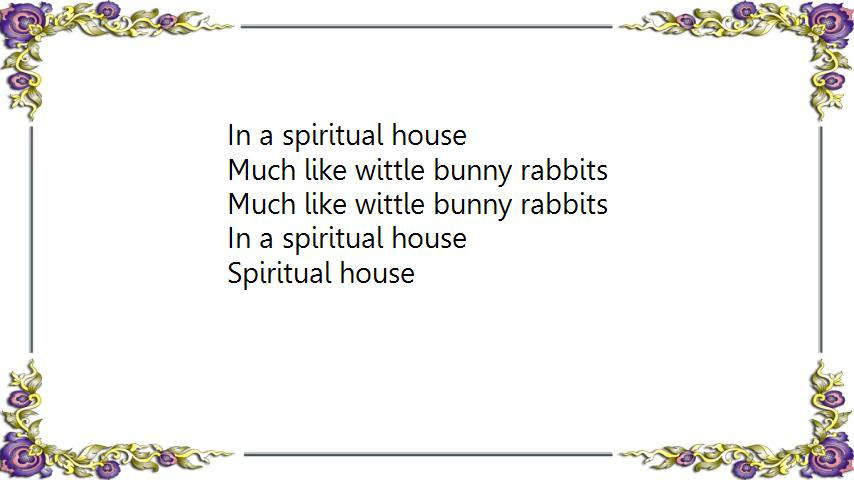 In a spiritual house
Much like wittle bunny rabbits
Much like wittle bunny rabbits
In a spiritual house
Spiritual house